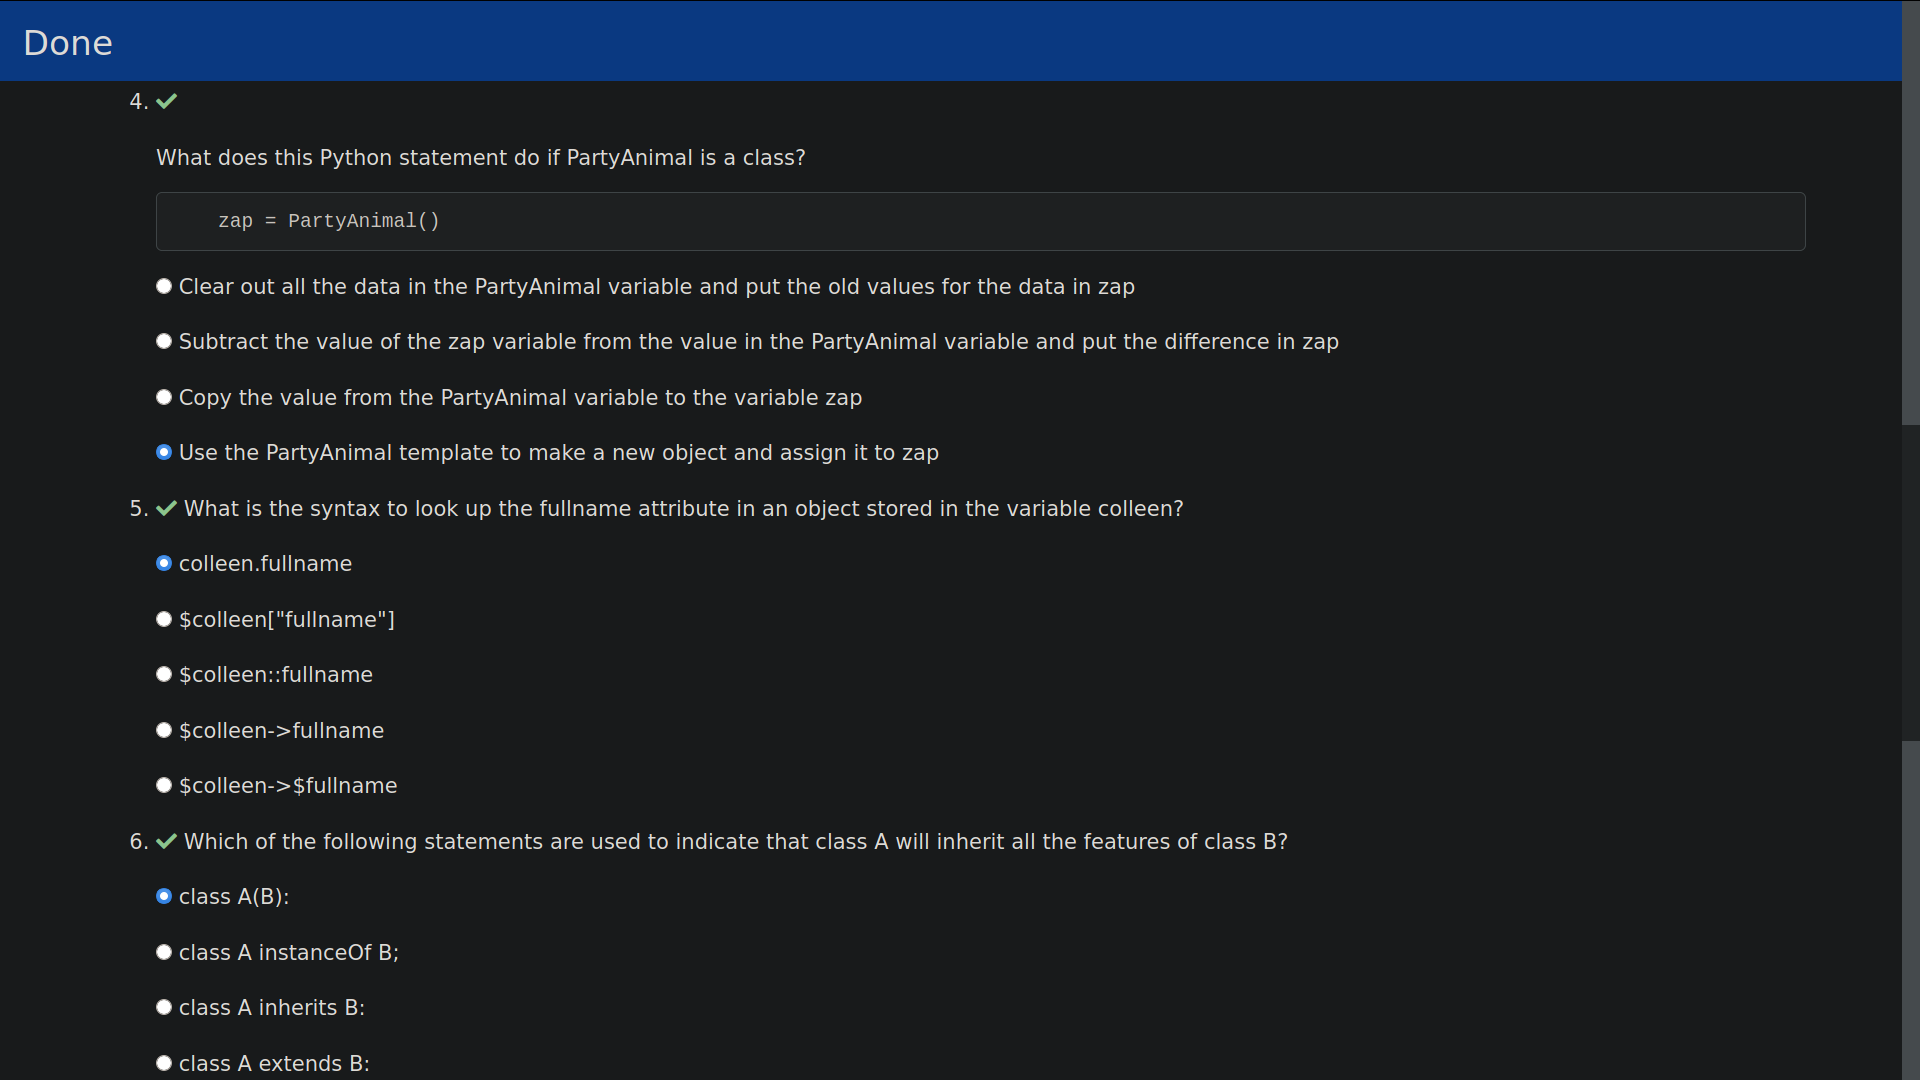 Done
4.
What does this Python statement do if PartyAnimal is a class?
zap = PartyAnimal()
Clear out all the data in the PartyAnimal variable and put the old values for the data in zap
Subtract the value of the zap variable from the value in the PartyAnimal variable and put the difference in zap
Copy the value from the PartyAnimal variable to the variable zap
Use the PartyAnimal template to make a new object and assign it to zap
5. What is the syntax to look up the fullname attribute in an object stored in the variable colleen?
colleen.fullname
$colleen["fullname"]
$colleen::fullname
$colleen->fullname
$colleen->$fullname
6. Which of the following statements are used to indicate that class A will inherit all the features of class B?
class A(B):
class A instanceOf B;
class A inherits B:
class A extends B: